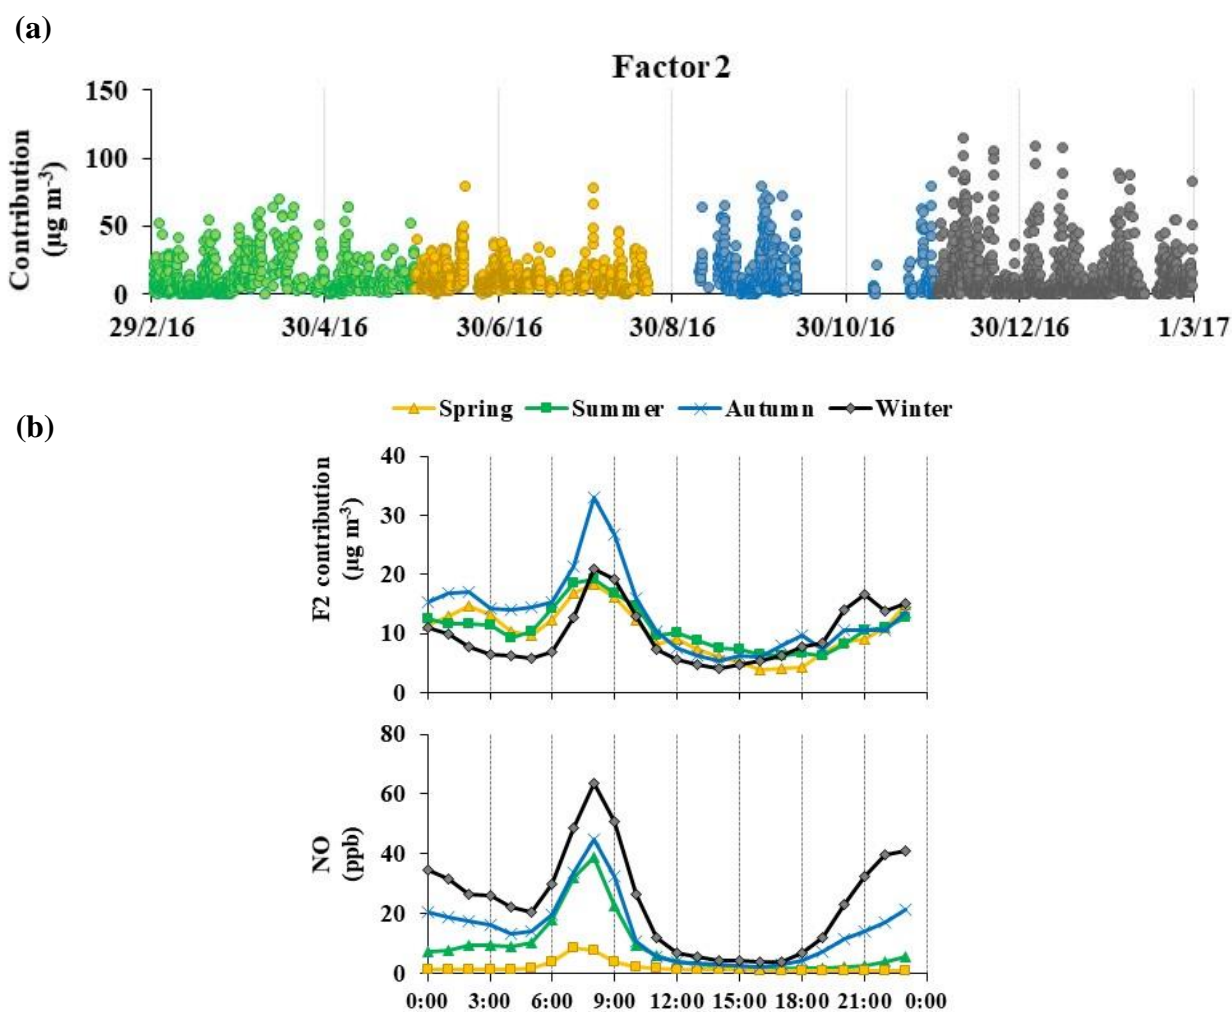 (a)
Factor 2
Contribution
(µg m-3)
150
100
50
0
29/2/16 30/4/16 30/6/16 30/8/16 30/10/16 30/12/16 1/3/17
(b)
Spring Summer Autumn Winter
F2 contribution
(µg m-3)
40
30
20
10
0
NO
(ppb)
80
60
40
20
0
0:00 3:00 6:00 9:00 12:00 15:00 18:00 21:00 0:00